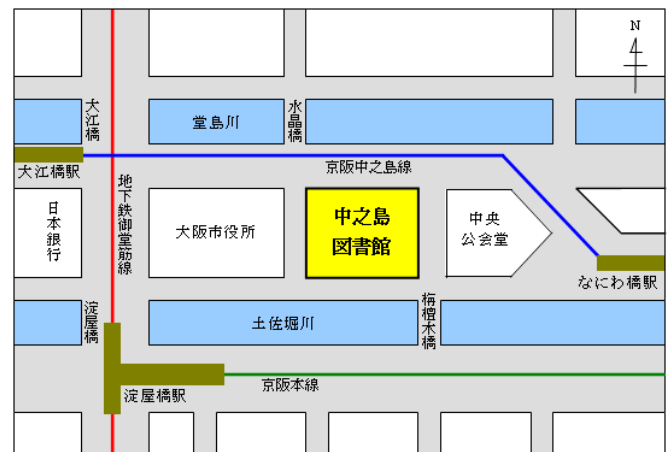 N
大江橋
堂島川
水晶橋
大江橋駅
京阪中之島線
地下鉄御堂筋線
日本銀行
大阪市役所
中之島
図書館
中央
公会堂
なにわ橋駅
淀屋橋
土佐堀川
栴檀木橋
淀屋橋駅
京阪本線